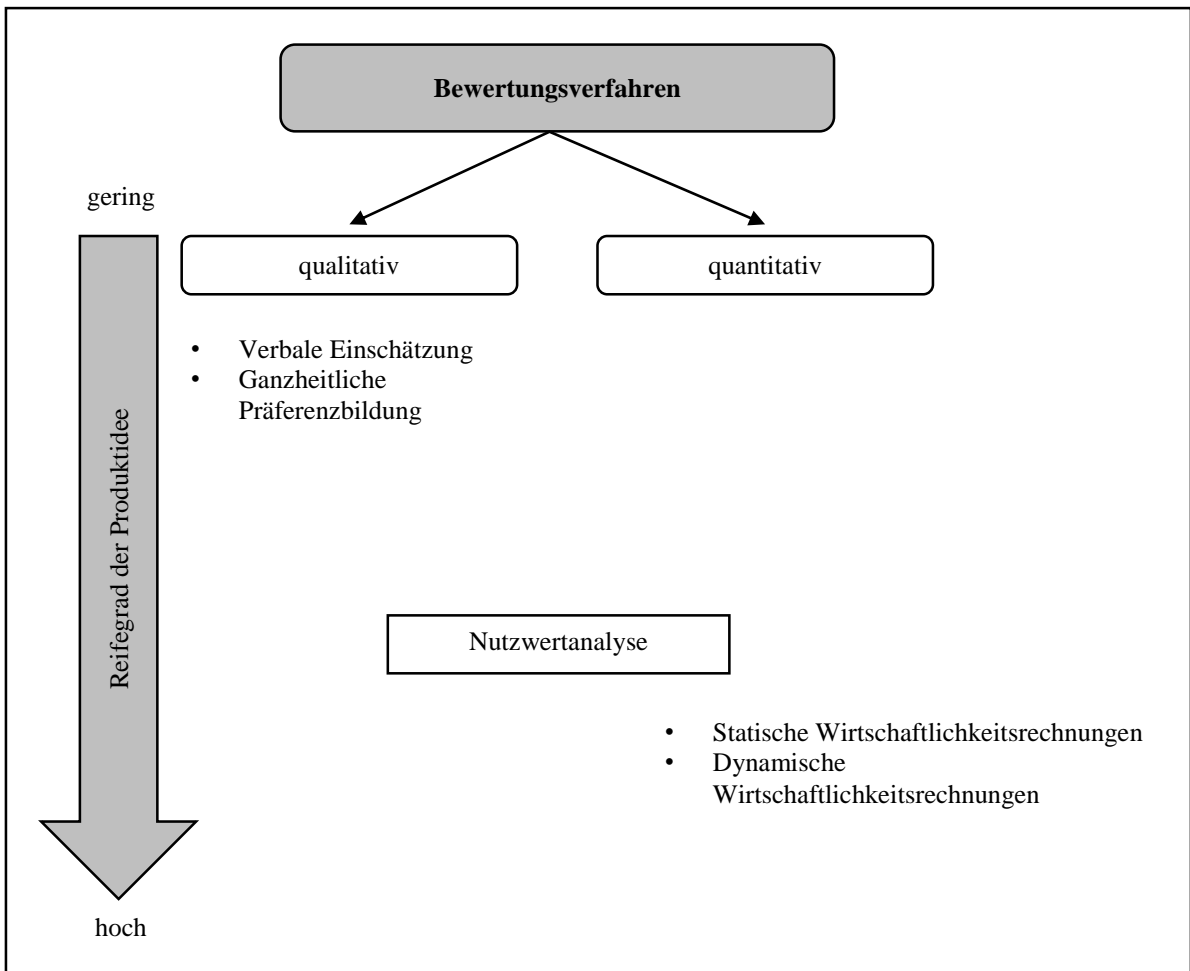 Bewertungsverfahren
gering
qualitativ
quantitativ
• Verbale Einschätzung
• Ganzheitliche
Präferenzbildung
Reifegrad der Produktidee
Nutzwertanalyse
• Statische Wirtschaftlichkeitsrechnungen
• Dynamische
Wirtschaftlichkeitsrechnungen
hoch